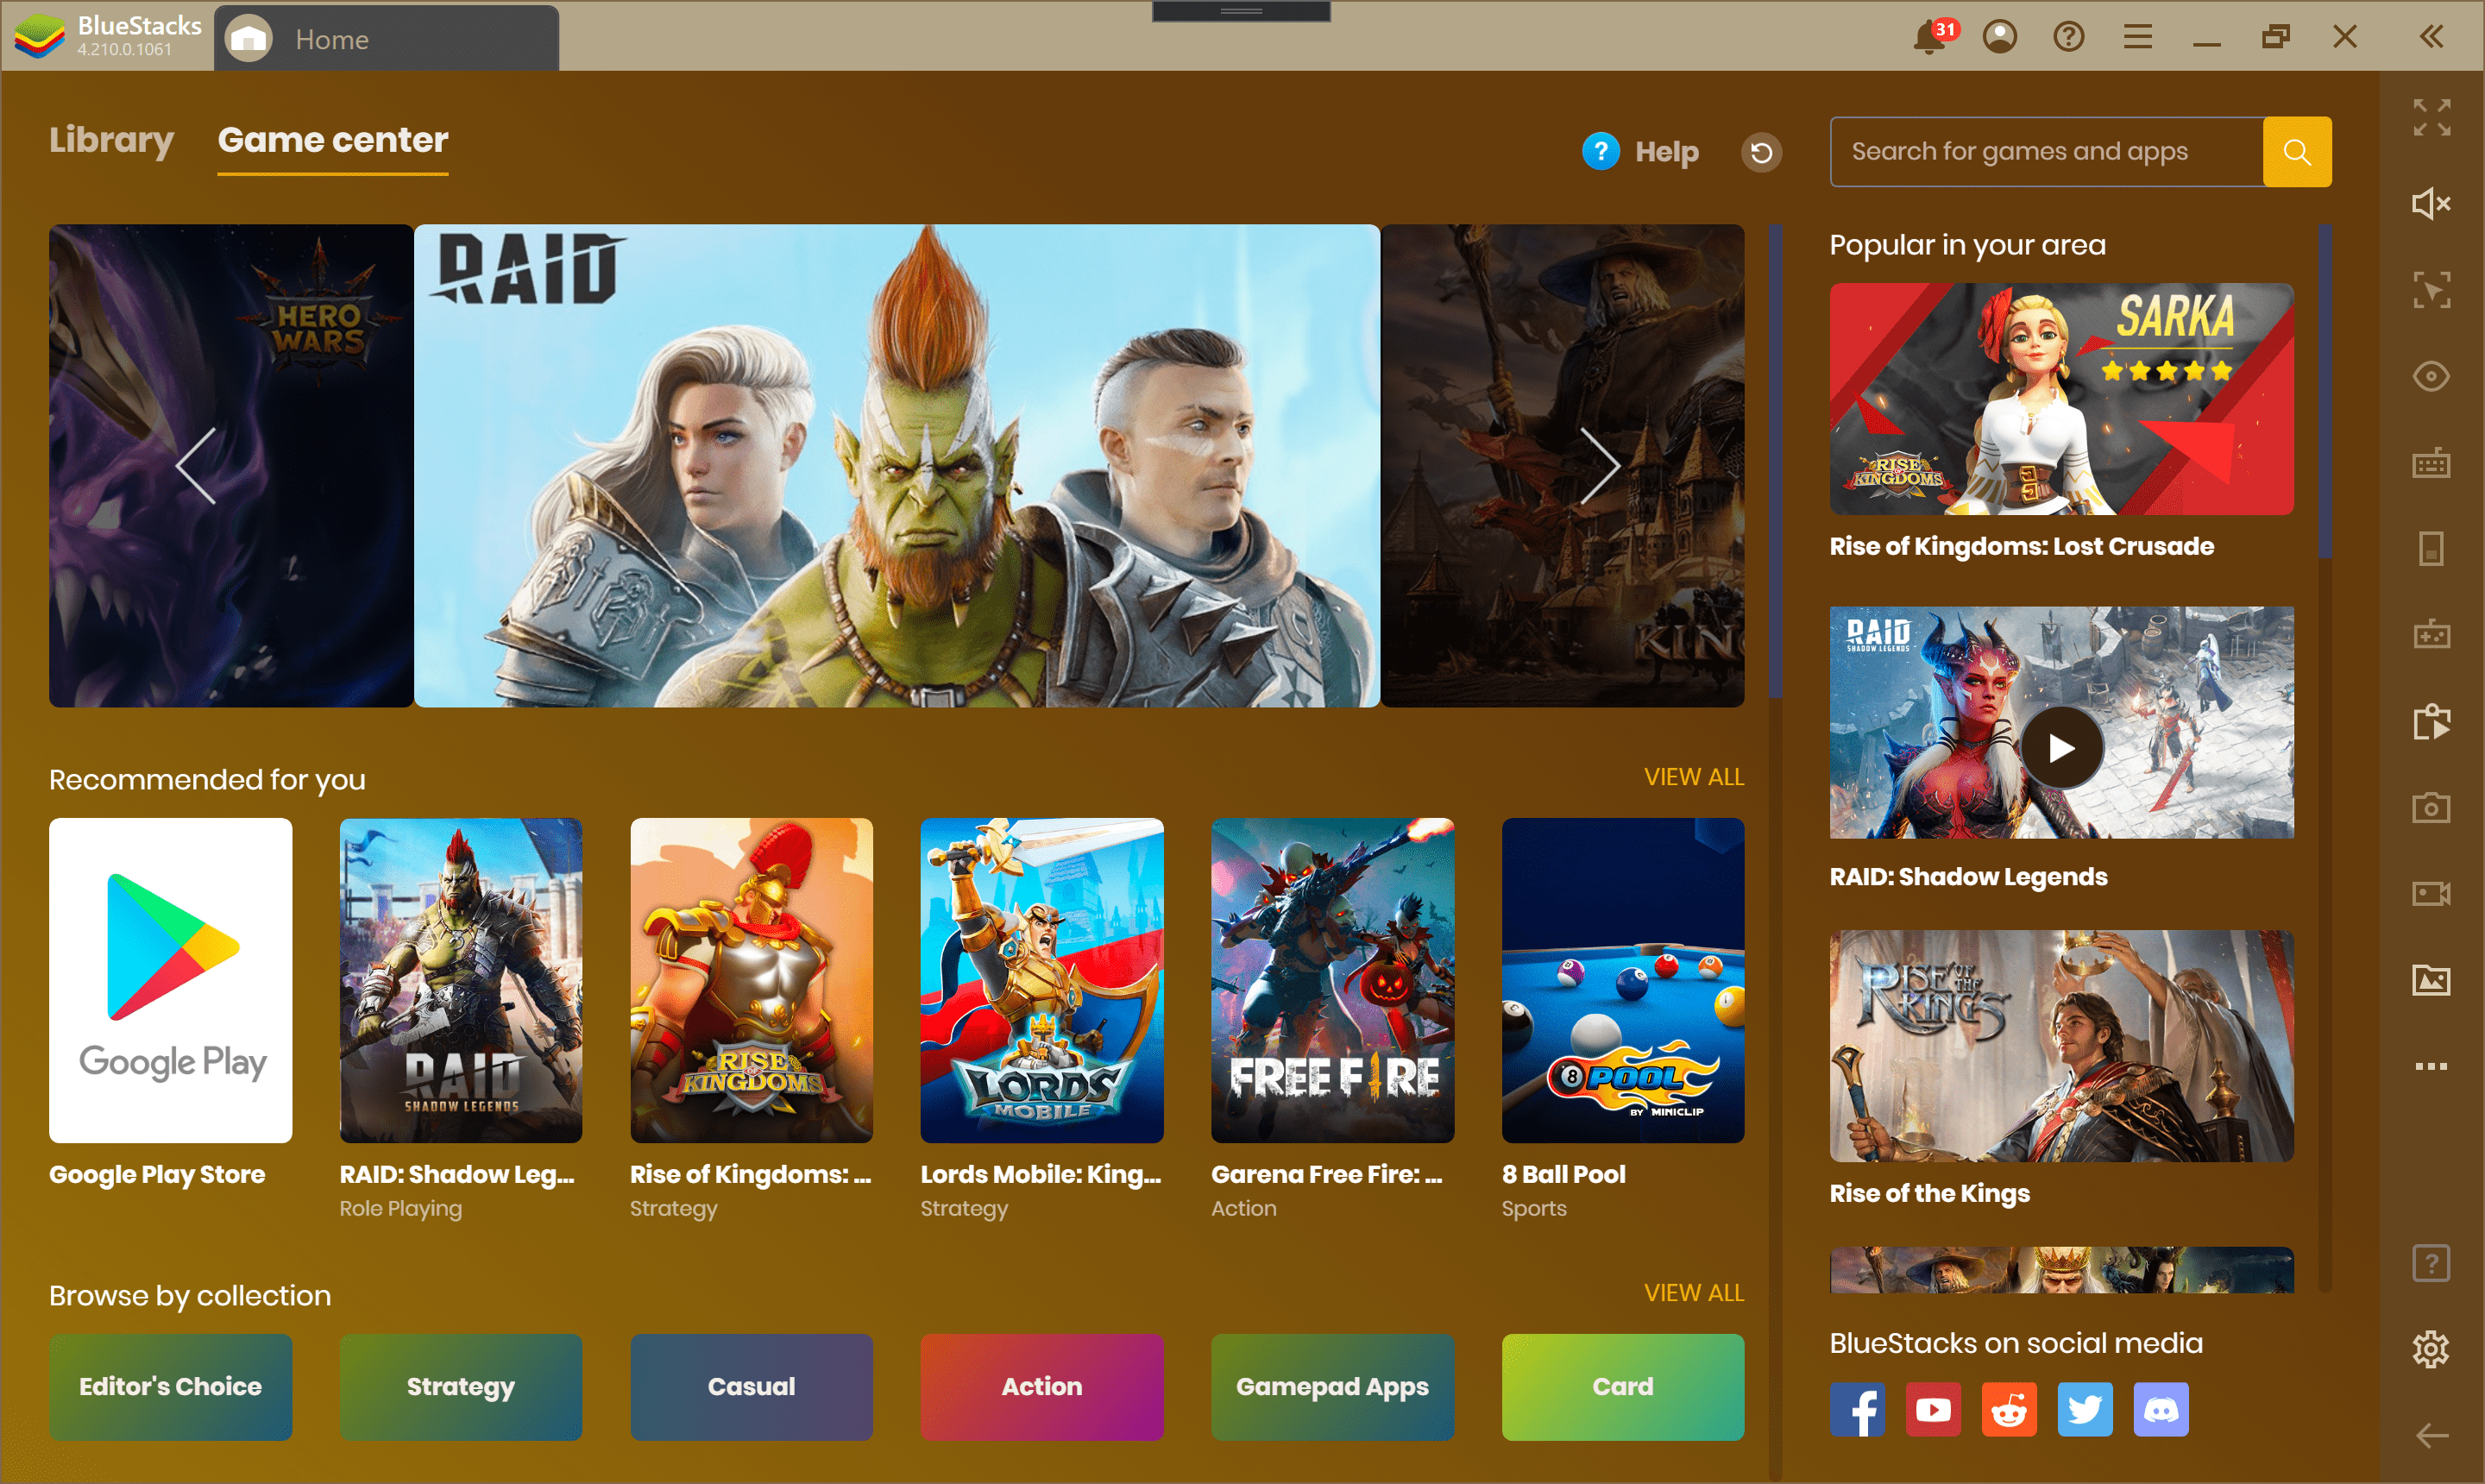 BlueStacks
4.210.0.1061
Home
31
Library
Game center
? Help
Search for games and apps
HERO
WARS
RAID
KING
Popular in your area
SARKA
RISE
OF
KINGDOMS
Rise of Kingdoms: Lost Crusade
RAID
SHADOW LEGENDS
RAID: Shadow Legends
RISE OF
THE
KINGS
Rise of the Kings
Recommended for you
VIEW ALL
Google Play
Google Play Store
RAID
SHADOW LEGENDS
RAID: Shadow Leg...
Role Playing
RISE
OF
KINGDOMS
Rise of Kingdoms: ...
Strategy
LORDS
MOBILE
Lords Mobile: King...
Strategy
FREE FIRE
Garena Free Fire: ...
Action
8 POOL
BY MINICLIP
8 Ball Pool
Sports
Browse by collection
VIEW ALL
Editor's Choice
Strategy
Casual
Action
Gamepad Apps
Card
BlueStacks on social media